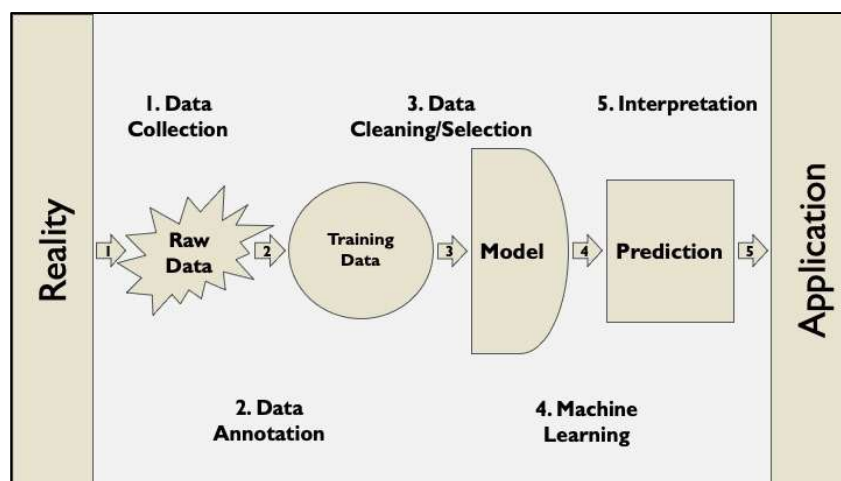 Reality
1. Data
Collection
3. Data
Cleaning/Selection
5. Interpretation
1
Raw
Data
2
Training
Data
3
Model
4
Prediction
5
2. Data
Annotation
4. Machine
Learning
Application